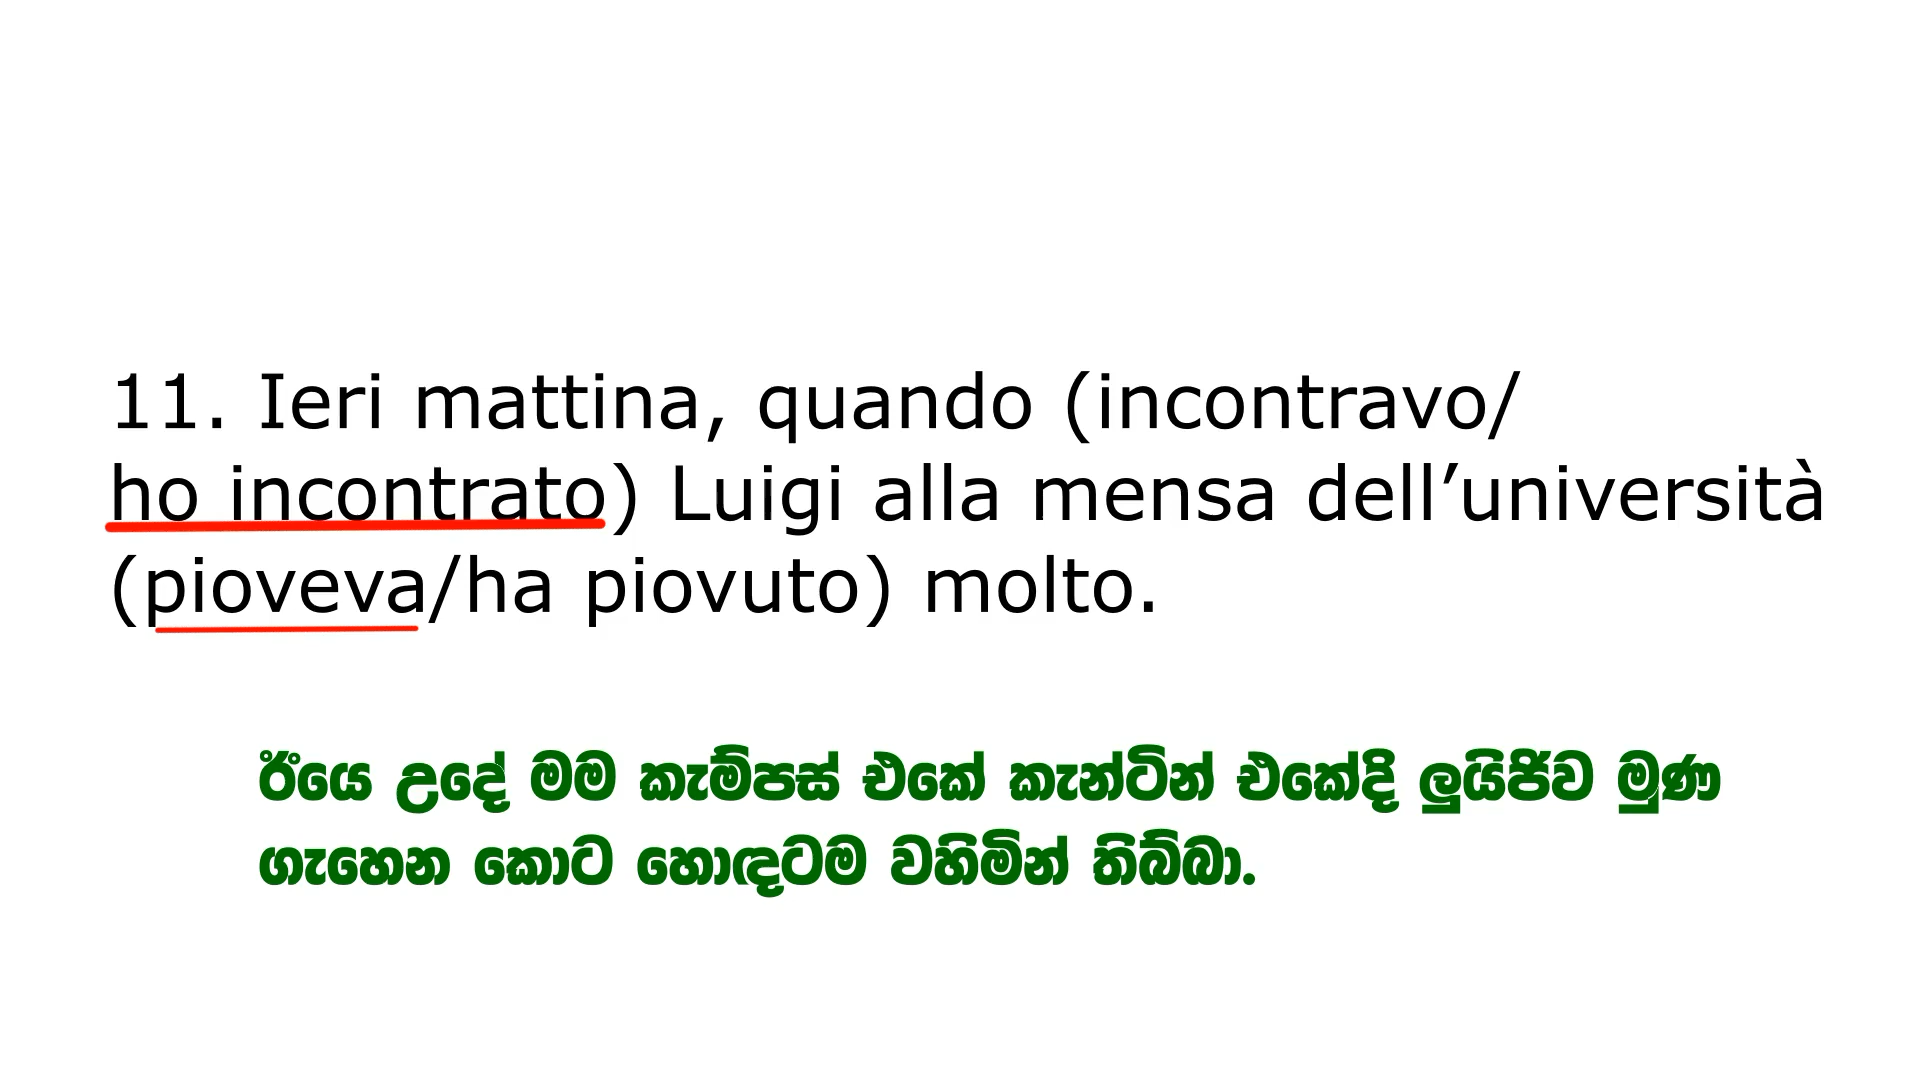 11. Ieri mattina, quando (incontravo/
ho incontrato) Luigi alla mensa dell’università
(pioveva/ha piovuto) molto.
ඊයෙ උදේ මම කැම්පස් එකේ කැන්ටින් එකේදි ලුයිජිව මුණ
ගැහෙන කොට හොඳටම වහිමින් තිබ්බා.